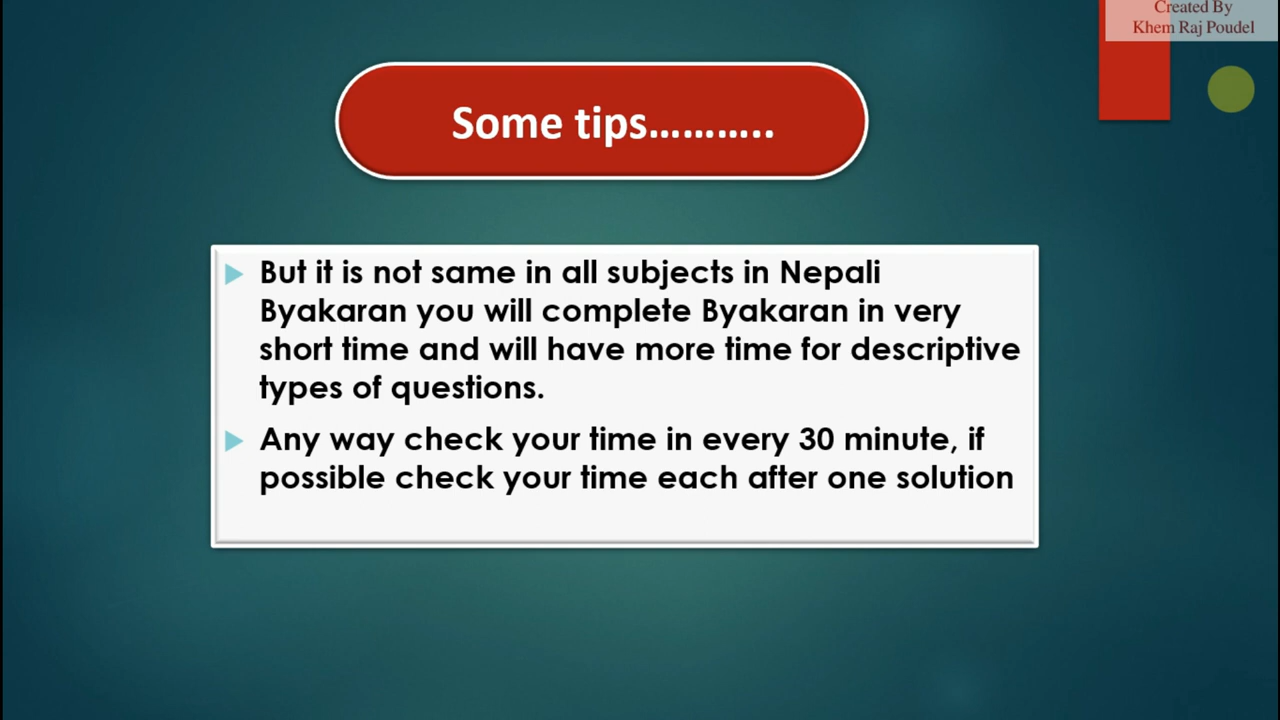 Created By
Khem Raj Poudel
Some tips………..
But it is not same in all subjects in Nepali
Byakaran you will complete Byakaran in very
short time and will have more time for descriptive
types of questions.
Any way check your time in every 30 minute, if
possible check your time each after one solution